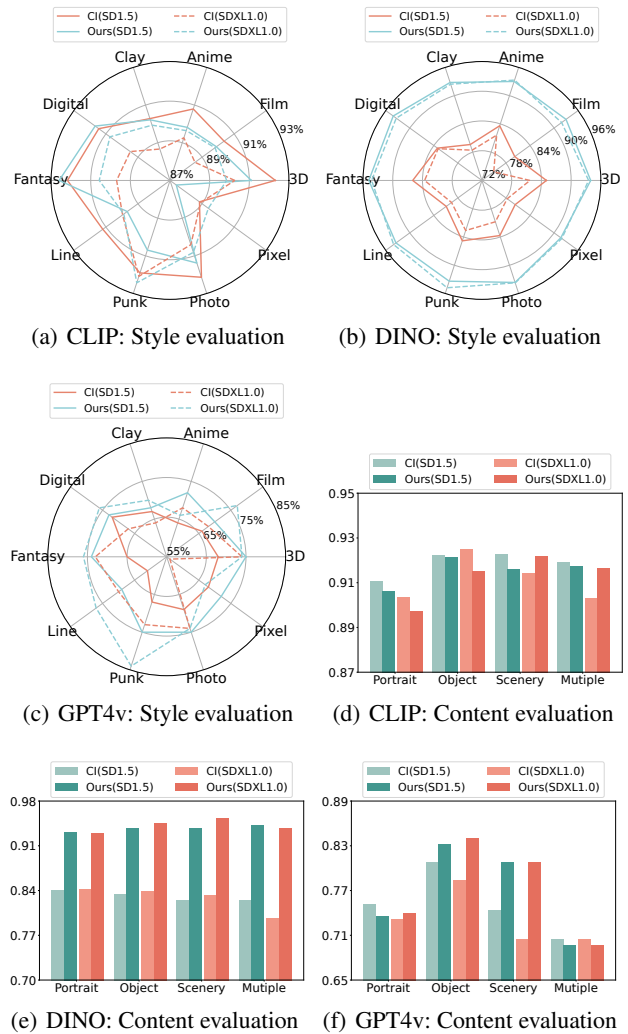 CI(SD1.5) CI(SDXL1.0) CI(SD1.5) CI(SDXL1.0)
Ours(SD1.5) Ours(SDXL1.0) Ours(SD1.5) Ours(SDXL1.0)
Clay Anime Clay Anime
Digital Film Digital Film
93% 96%
91% 90%
89% 84%
Fantasy 87% 3D Fantasy 72% 78% 3D
Line Pixel Line Pixel
Punk Photo Punk Photo
(a) CLIP: Style evaluation (b) DINO: Style evaluation
CI(SD1.5) CI(SDXL1.0)
Ours(SD1.5) Ours(SDXL1.0)
Clay Anime
Digital Film
85%
75%
65%
Fantasy 55% 3D
Line Pixel
Punk Photo
(c) GPT4v: Style evaluation
CI(SD1.5) CI(SDXL1.0)
Ours(SD1.5) Ours(SDXL1.0)
0.95
0.93
0.91
0.89
0.87
Portrait Object Scenery Mutiple
(d) CLIP: Content evaluation
CI(SD1.5) CI(SDXL1.0)
Ours(SD1.5) Ours(SDXL1.0)
0.98
0.91
0.84
0.77
0.70
Portrait Object Scenery Mutiple
(e) DINO: Content evaluation
CI(SD1.5) CI(SDXL1.0)
Ours(SD1.5) Ours(SDXL1.0)
0.89
0.83
0.77
0.71
0.65
Portrait Object Scenery Mutiple
(f) GPT4v: Content evaluation